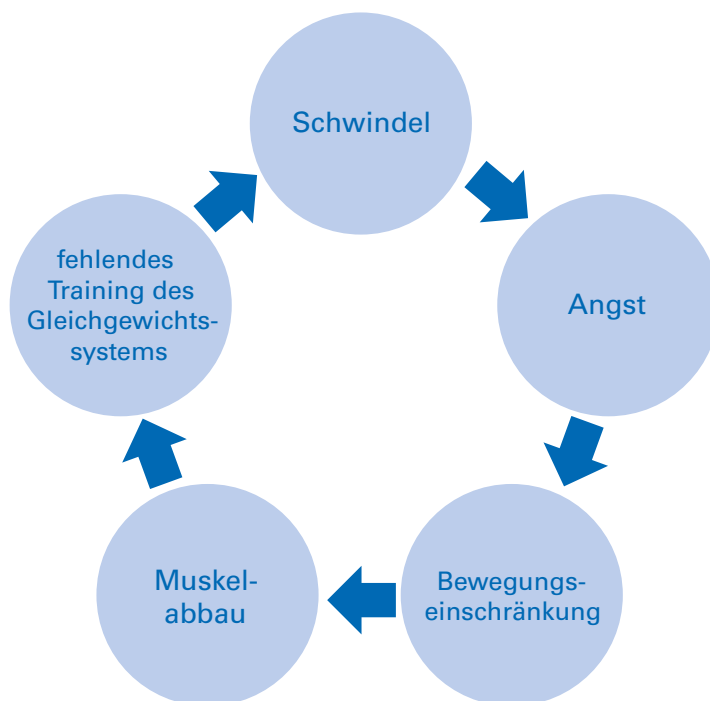 Schwindel
Angst
Bewegungs-
einschränkung
Muskel-
abbau
fehlendes
Training des
Gleichgewichts-
systems